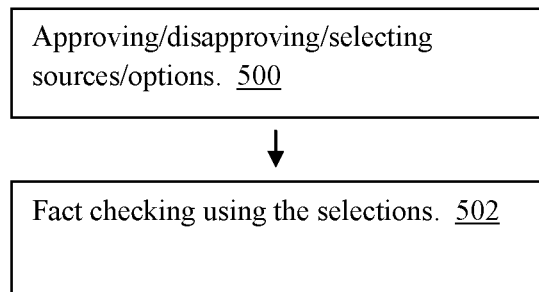 Approving/disapproving/selecting
sources/options.  500
Fact checking using the selections.  502